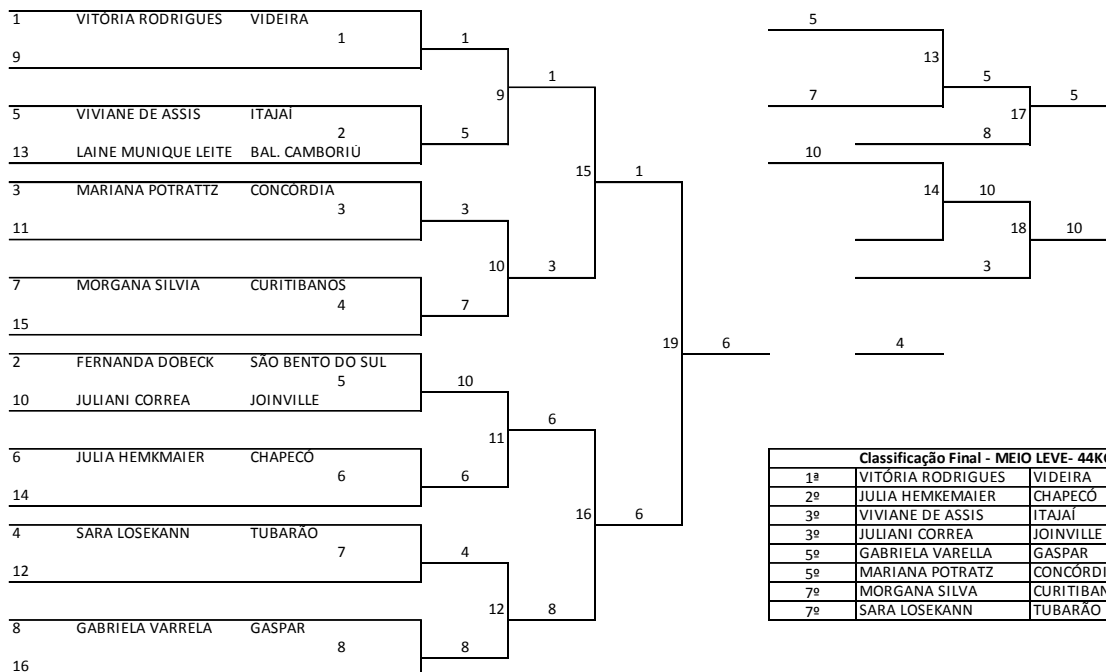 1 VITÓRIA RODRIGUES VIDEIRA 5
1 1
9 13
1 5
9 7 5
5 VIVIANE DE ASSIS ITAJAÍ 17
2 5 8
13 LAINE MUNIQUE LEITE BAL. CAMBORIÚ 10
15 1
3 MARIANA POTRATTZ CONCÓRDIA 14 10
3 3
11 18 10
10 3 3
7 MORGANA SILVIA CURITIBANOS
4 7
15
19 6 4
2 FERNANDA DOBECK SÃO BENTO DO SUL
5 10
10 JULIANI CORREA JOINVILLE
6
11
6 JULIA HEMKMAIER CHAPECÓ
6 6
14
16 6
4 SARA LOSEKANN TUBARÃO
7 4
12
12 8
8 GABRIELA VARRELA GASPAR
8 8
16
Classificação Final - MEIO LEVE- 44K
1ª VITÓRIA RODRIGUES VIDEIRA
2º JULIA HEMKEMAIER CHAPECÓ
3º VIVIANE DE ASSIS ITAJAÍ
3º JULIANI CORREA JOINVILLE
5º GABRIELA VARELLA GASPAR
5º MARIANA POTRATZ CONCÓRDI
7º MORGANA SILVA CURITIBAN
7º SARA LOSEKANN TUBARÃO